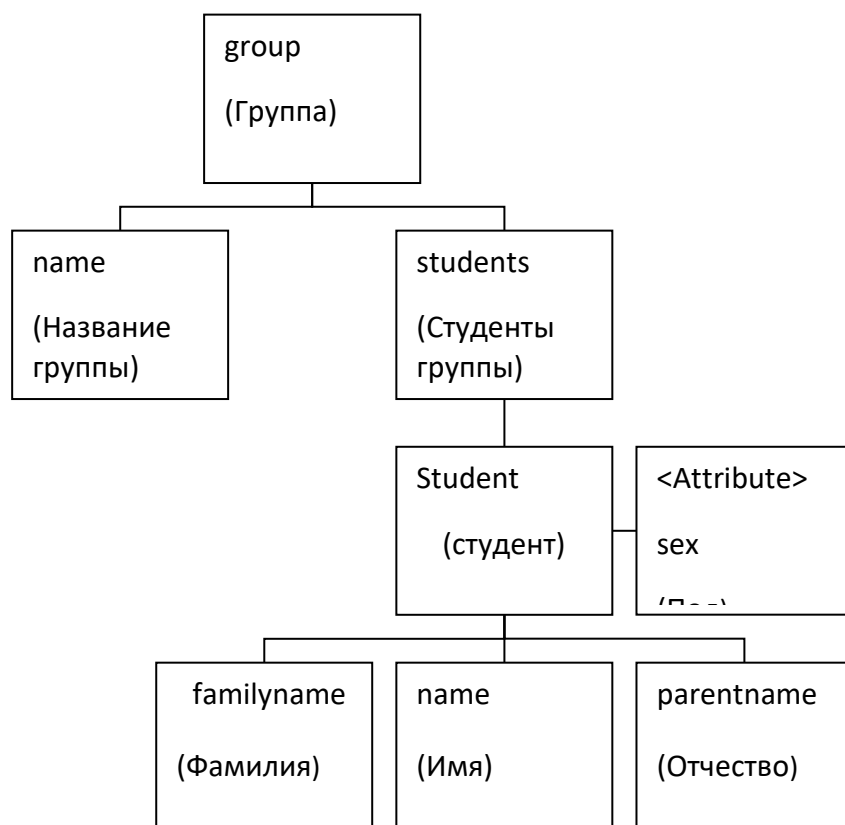 group
(Группа)
name
(Название
группы)
students
(Студенты
группы)
Student
(студент)
<Attribute>
sex
familyname
(Фамилия)
name
(Имя)
parentname
(Отчество)